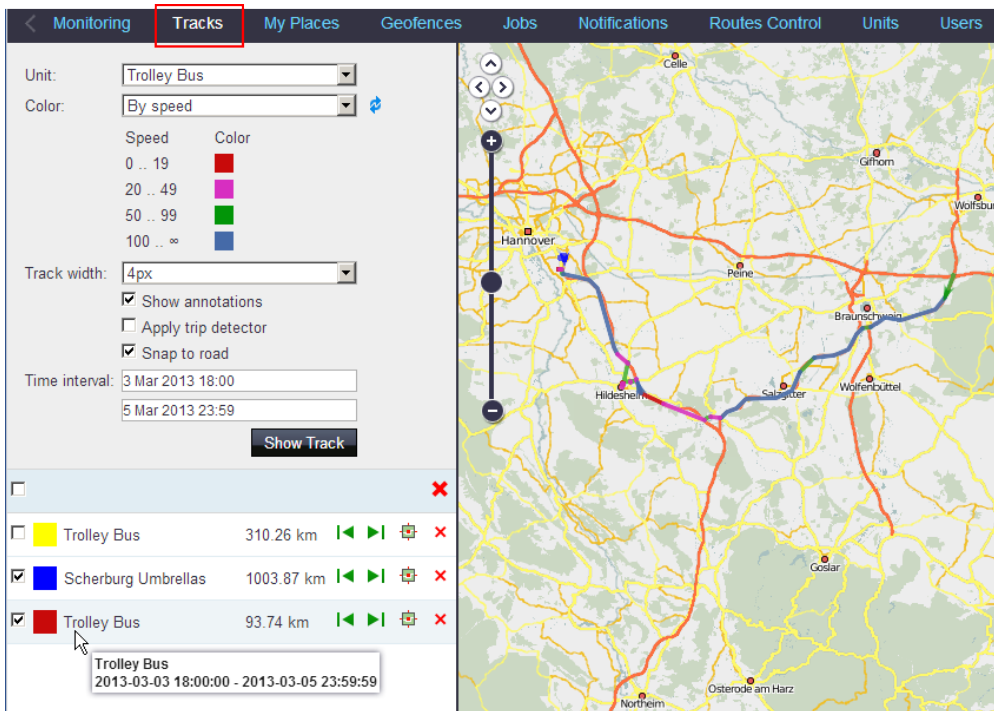 Monitoring Tracks My Places Geofences Jobs Notifications Routes Control Units Users
Unit: Trolley Bus
Color: By speed
Speed Color
0 .. 19
20 .. 49
50 .. 99
100 .. ∞
Track width: 4px
Show annotations
Apply trip detector
Snap to road
Time interval: 3 Mar 2013 18:00
5 Mar 2013 23:59
Show Track
Trolley Bus 310.26 km
Scherburg Umbrellas 1003.87 km
Trolley Bus 93.74 km
Trolley Bus
2013-03-03 18:00:00 - 2013-03-05 23:59:59
Celle
Gifhorn
Wolfsbu
Hannover
Peine
Braunschweig
Hildesheim
Salzgitter
Wolfenbüttel
Goslar
Osterode am Harz
Northeim